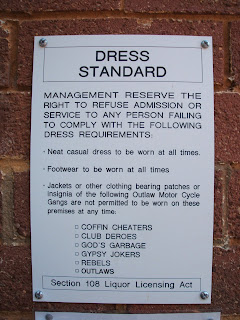 DRESS
STANDARD
MANAGEMENT RESERVE THE
RIGHT TO REFUSE ADMISSION OR
SERVICE TO ANY PERSON FAILING
TO COMPLY WITH THE FOLLOWING
DRESS REQUIREMENTS:
· Neat casual dress to be worn at all times.
· Footwear to be worn at all times
· Jackets or other clothing bearing patches or
insignia of the following Outlaw Motor Cycle
Gangs are not permitted to be worn on these
premises at any time:
□ COFFIN CHEATERS
□ CLUB DEROES
□ GOD'S GARBAGE
□ GYPSY JOKERS
□ REBELS
□ OUTLAWS
Section 108 Liquor Licensing Act